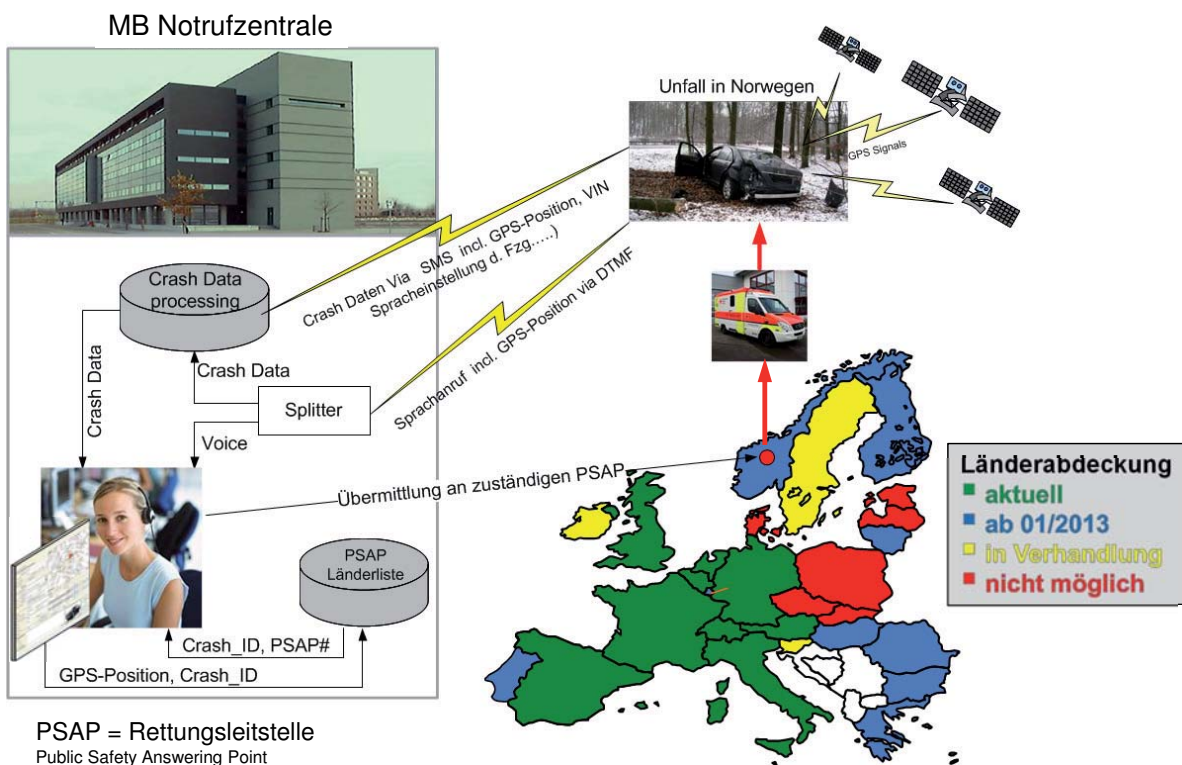 MB Notrufzentrale
Unfall in Norwegen
GPS Signals
Crash Daten Via SMS incl. GPS-Position, VIN
Spracheinstellung d. Fzg.....)
Sprachanruf incl. GPS-Position via DTMF
Crash Data
processing
Crash Data
Crash Data
Splitter
Voice
Übermittlung an zuständigen PSAP
PSAP
Länderliste
Crash_ID, PSAP#
GPS-Position, Crash_ID
Länderabdeckung
aktuell
ab 01/2013
in Verhandlung
nicht möglich
PSAP = Rettungsleitstelle
Public Safety Answering Point